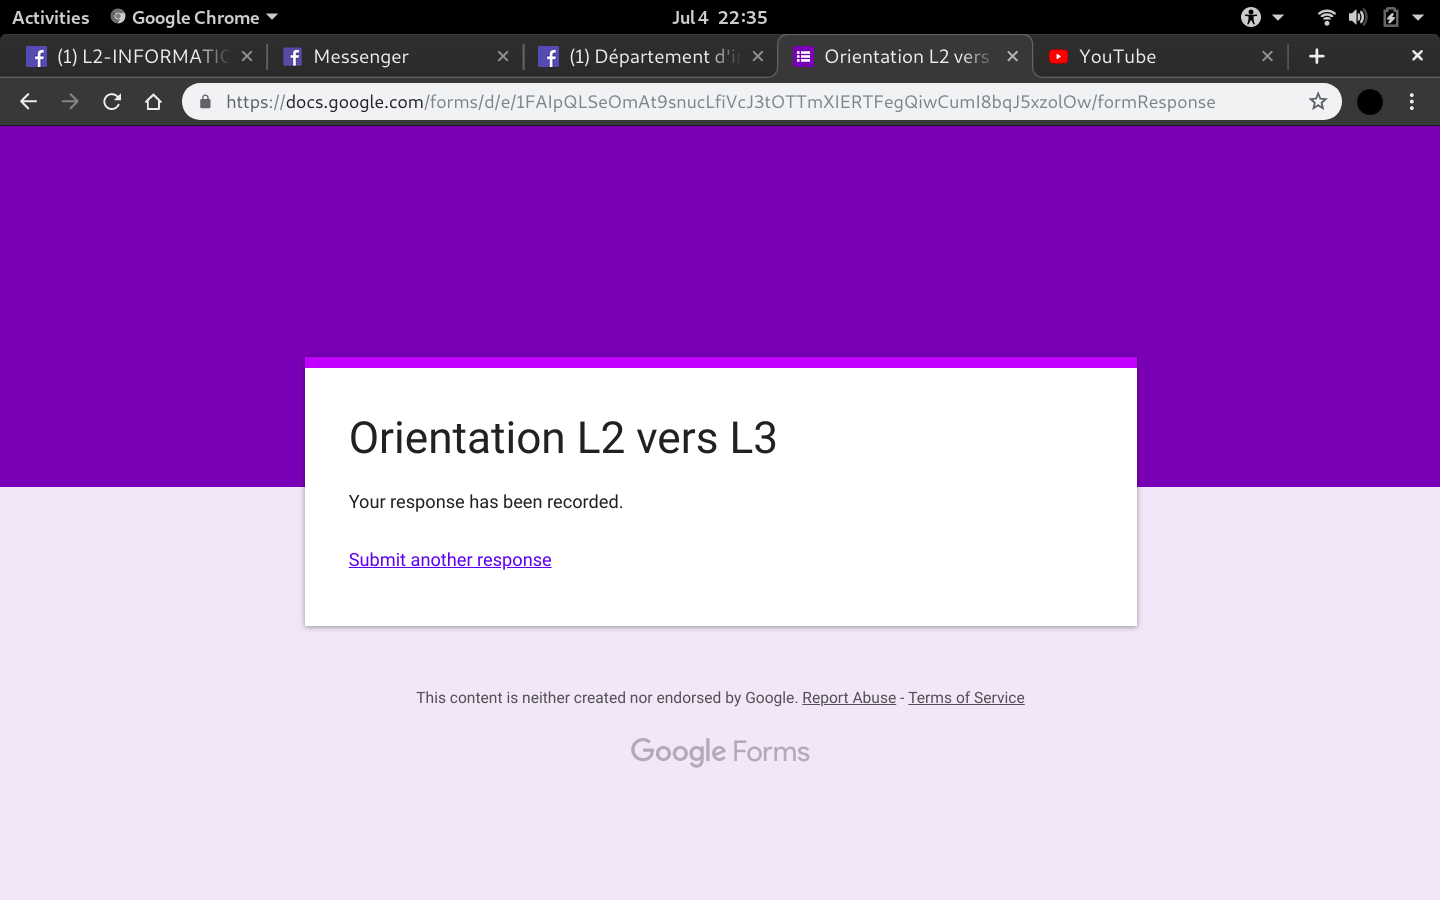 Activities Google Chrome Jul 4 22:35
(1) L2-INFORMATIO Messenger (1) Département d'i Orientation L2 vers YouTube
https://docs.google.com/forms/d/e/1FAIpQLSeOmAt9snucLfiVcJ3tOTTmXIERTFegQiwCumI8bqJ5xzolOw/formResponse
Orientation L2 vers L3
Your response has been recorded.
Submit another response
This content is neither created nor endorsed by Google. Report Abuse - Terms of Service
Google Forms